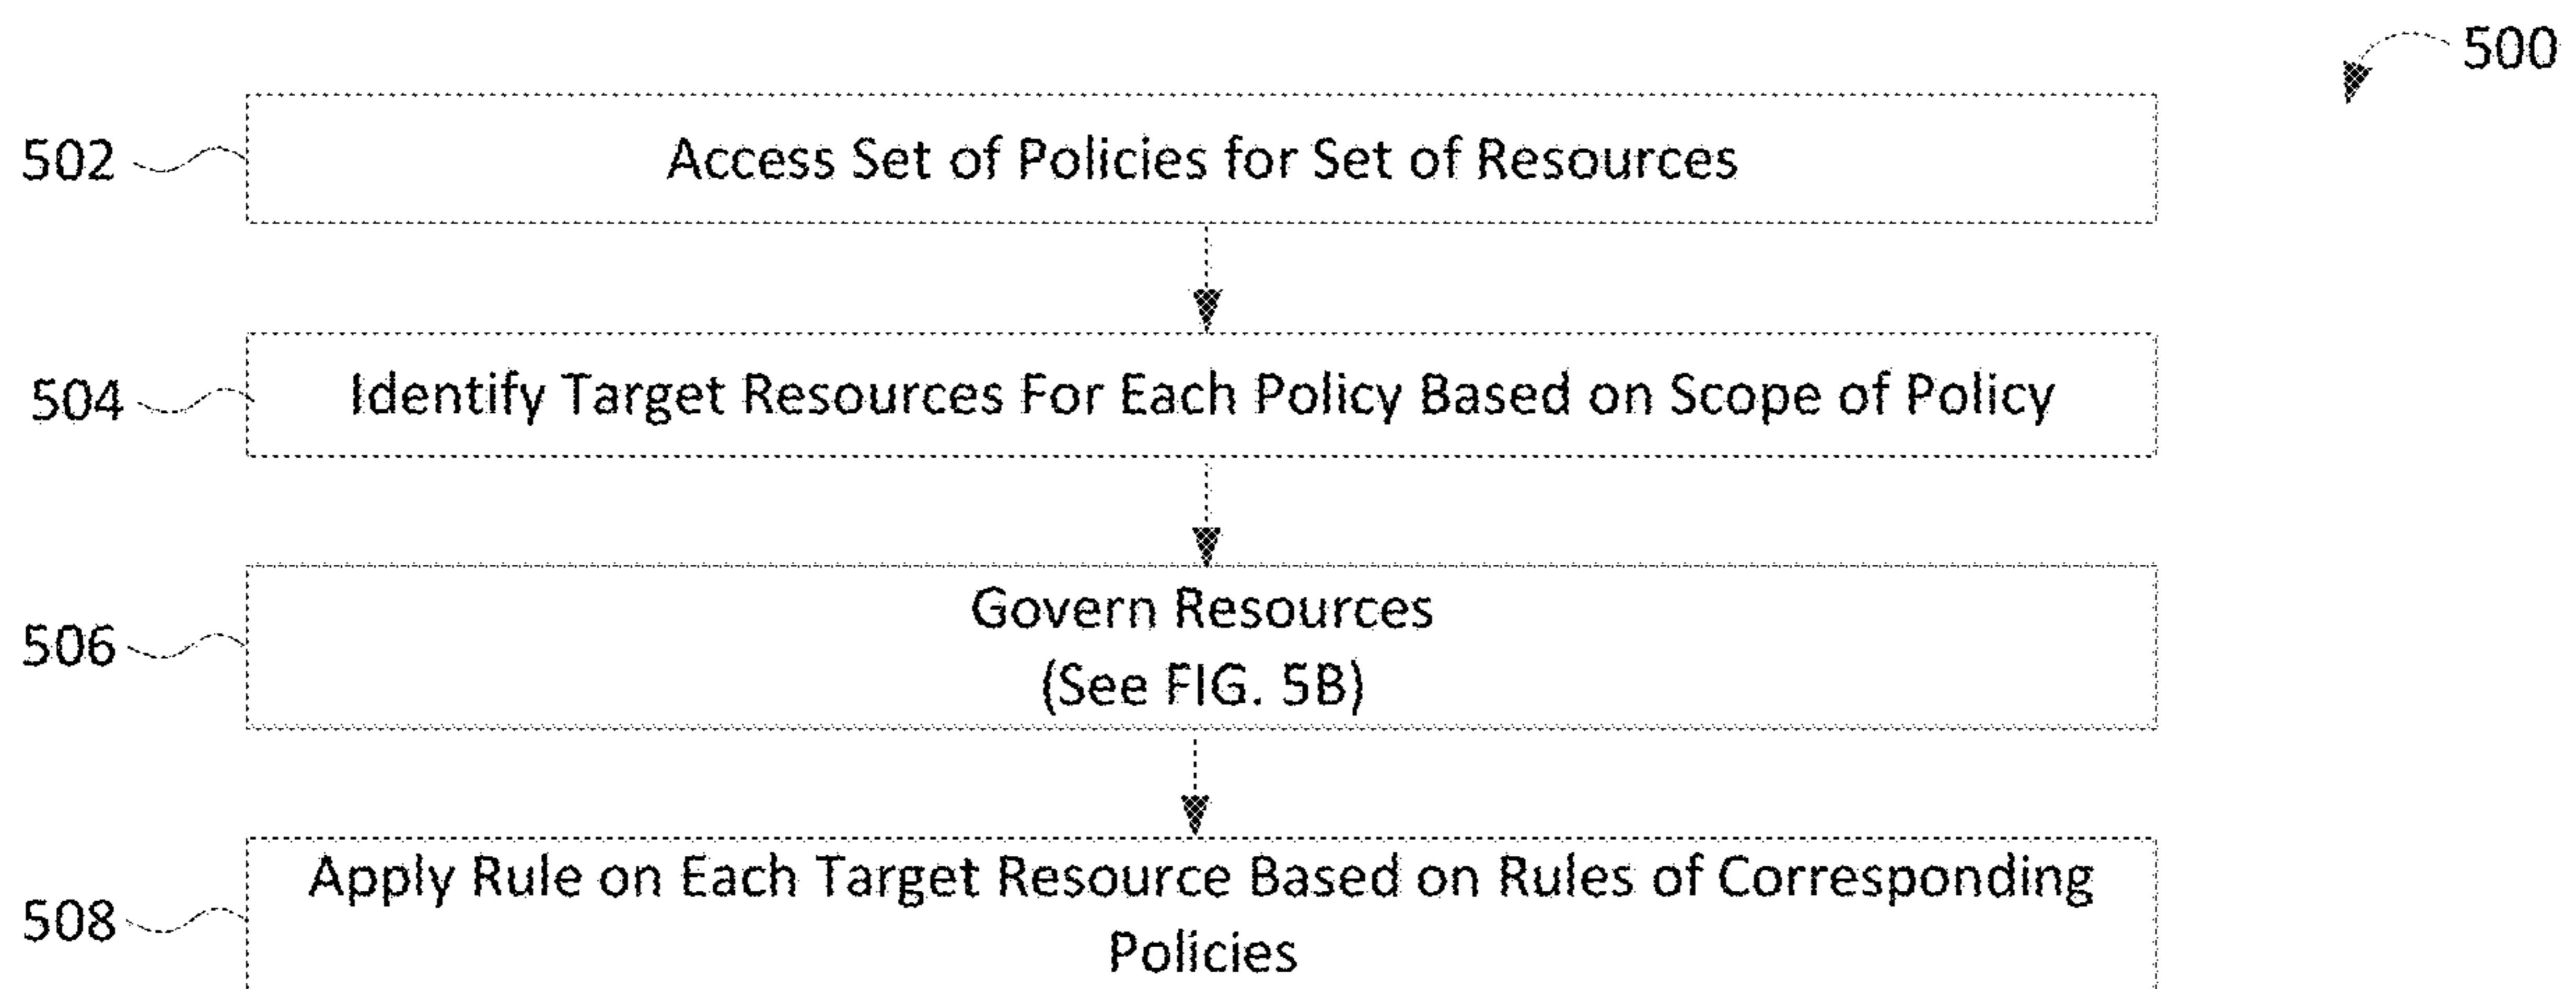 500
502
Access Set of Policies for Set of Resources
504
Identify Target Resources For Each Policy Based on Scope of Policy
506
Govern Resources
(See FIG. 5B)
508
Apply Rule on Each Target Resource Based on Rules of Corresponding
Policies